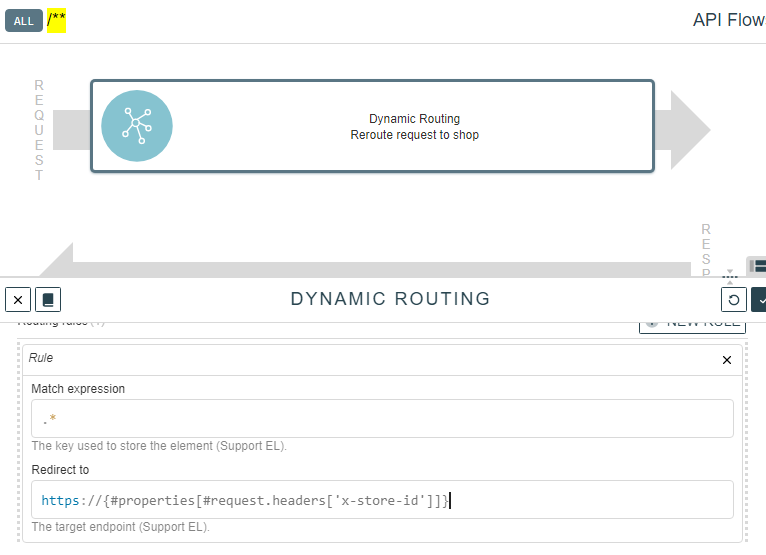 ALL /**
API Flow
REQUEST
Dynamic Routing
Reroute request to shop
RESP
DYNAMIC ROUTING
Routing rules (1)
NEW RULE
Rule
Match expression
.*
The key used to store the element (Support EL).
Redirect to
https://{#properties[#request.headers['x-store-id']]}
The target endpoint (Support EL).